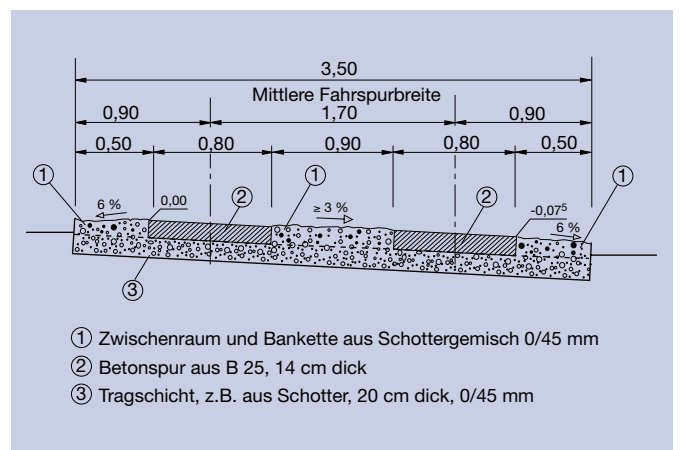 3,50
Mittlere Fahrspurbreite
0,90 1,70 0,90
0,50 0,80 0,90 0,80 0,50
1 2 1 2 1
6 % 0,00 ≥ 3 % -0,07⁵ 6 %
3
① Zwischenraum und Bankette aus Schottergemisch 0/45 mm
② Betonspur aus B 25, 14 cm dick
③ Tragschicht, z.B. aus Schotter, 20 cm dick, 0/45 mm